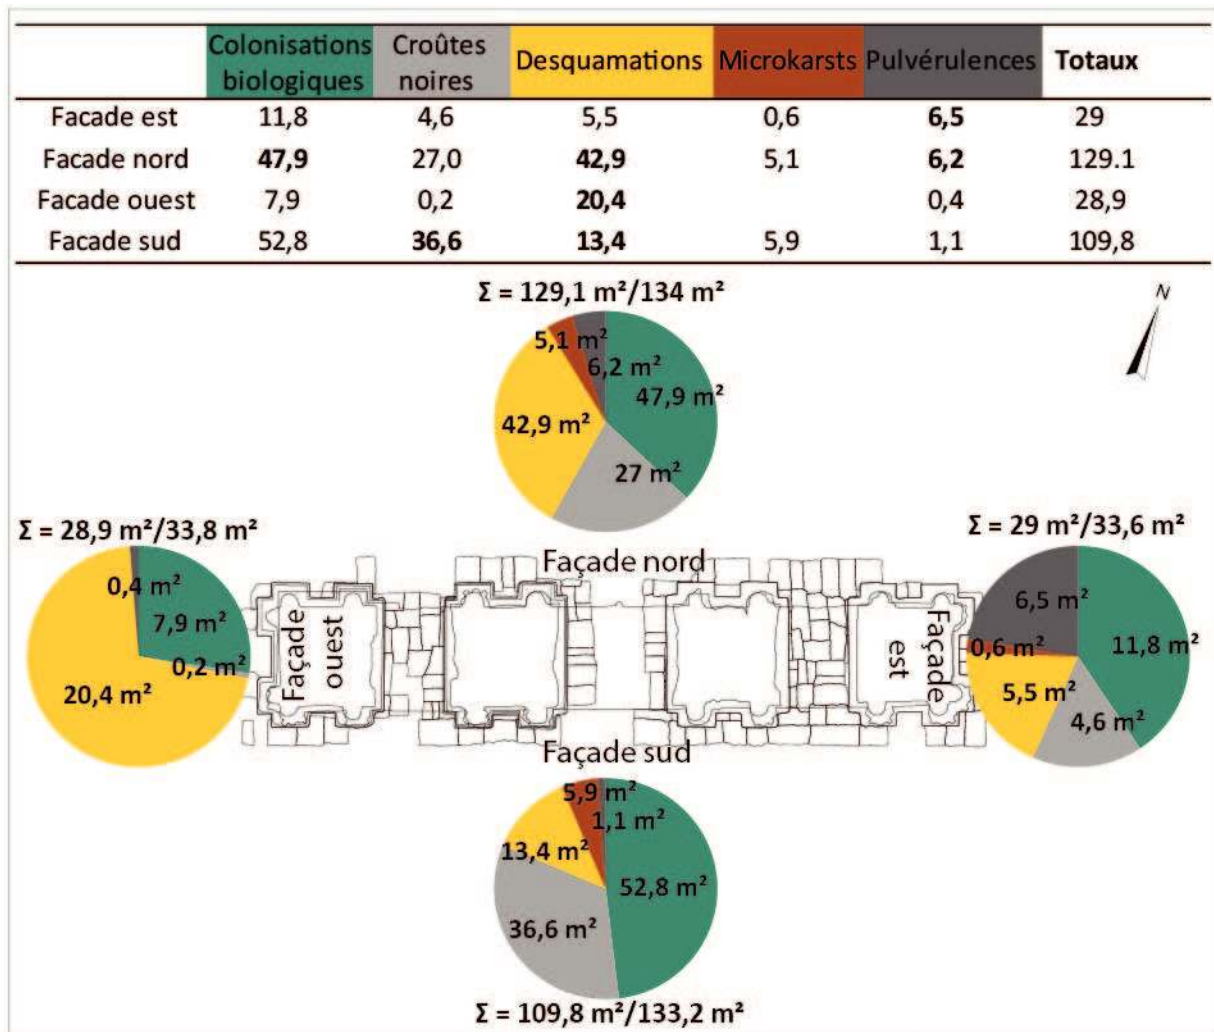 Colonisations biologiques Croûtes noires Desquamations Microkarsts Pulvérulences Totaux
Facade est 11,8 4,6 5,5 0,6 6,5 29
Facade nord 47,9 27,0 42,9 5,1 6,2 129.1
Facade ouest 7,9 0,2 20,4 0,4 28,9
Facade sud 52,8 36,6 13,4 5,9 1,1 109,8
Σ = 129,1 m²/134 m²
N
5,1 m²
6,2 m²
47,9 m²
42,9 m²
27 m²
Σ = 28,9 m²/33,8 m²
0,4 m²
7,9 m²
0,2 m²
20,4 m²
Façade nord
Façade ouest
Façade est
Façade sud
Σ = 29 m²/33,6 m²
6,5 m²
11,8 m²
0,6 m²
5,5 m²
4,6 m²
5,9 m²
1,1 m²
13,4 m²
52,8 m²
36,6 m²
Σ = 109,8 m²/133,2 m²